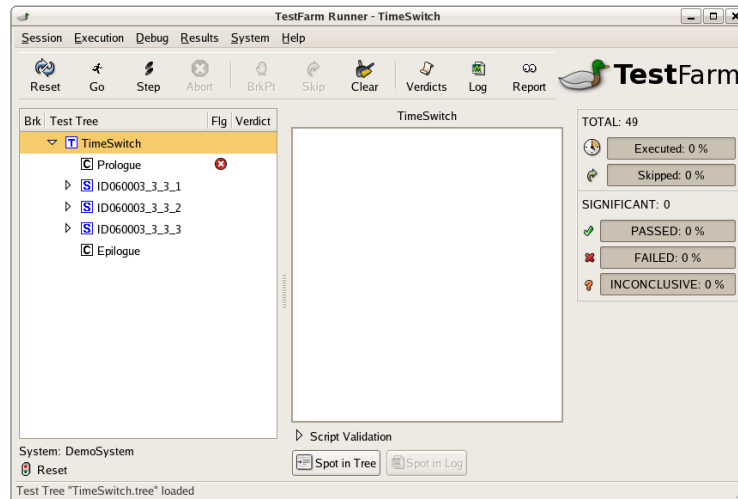 TestFarm Runner - TimeSwitch
Session Execution Debug Results System Help
Reset Go Step Abort BrkPt Skip Clear Verdicts Log Report
TestFarm
Brk Test Tree Flg Verdict
T TimeSwitch
C Prologue
S ID060003_3_3_1
S ID060003_3_3_2
S ID060003_3_3_3
C Epilogue
TimeSwitch
Script Validation
Spot in Tree Spot in Log
TOTAL: 49
Executed: 0 %
Skipped: 0 %
SIGNIFICANT: 0
PASSED: 0 %
FAILED: 0 %
INCONCLUSIVE: 0 %
System: DemoSystem
Reset
Test Tree "TimeSwitch.tree" loaded